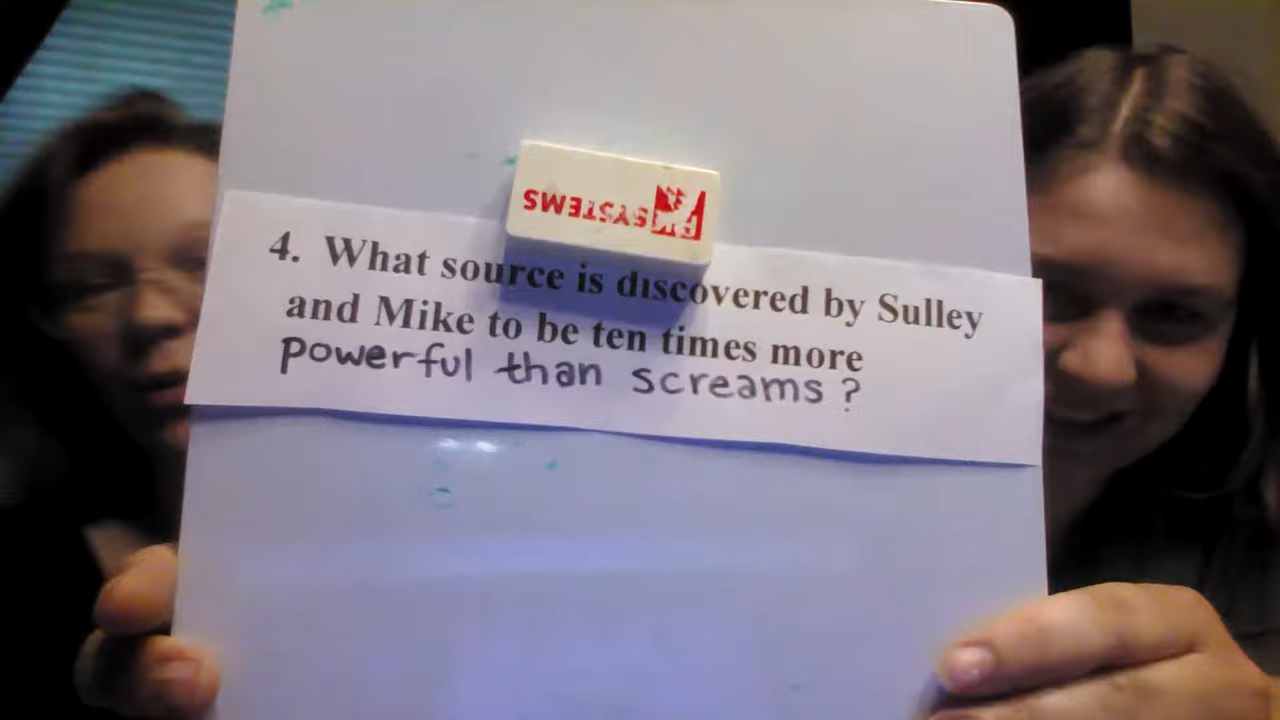 SYSTEMS
4. What source is discovered by Sulley
and Mike to be ten times more
powerful than screams?